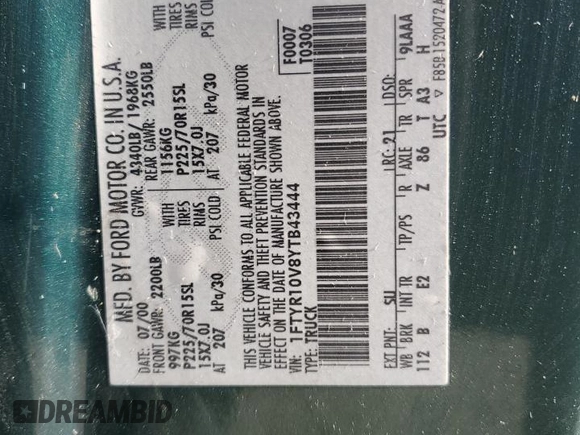 MFD. BY FORD MOTOR CO. IN U.S.A.
DATE: 07/00 GVWR: 4340LB/ 1968KG
FRONT GAWR: 2200LB REAR GAWR: 2550LB
997KG 1156KG
P225/70R15SL TIRES P225/70R15SL TIRES
15X7.0J RIMS 15X7.0J RIMS
AT 207 kPa/30 PSI COLD AT 207 kPa/30 PSI COLD
THIS VEHICLE CONFORMS TO ALL APPLICABLE FEDERAL MOTOR
VEHICLE SAFETY AND THEFT PREVENTION STANDARDS IN
EFFECT ON THE DATE OF MANUFACTURE SHOWN ABOVE.
VIN: 1FTYR10V8YTB43444 F0007
TYPE: TRUCK T0306
EXT PNT: SU RC: 21 DSO:
WB BRK INT TR TP/PS R AXLE TR SPR 9LAAA
112 B E2 Z 86 T A3 H
UTC F85B-1520472-A
DREAMBID